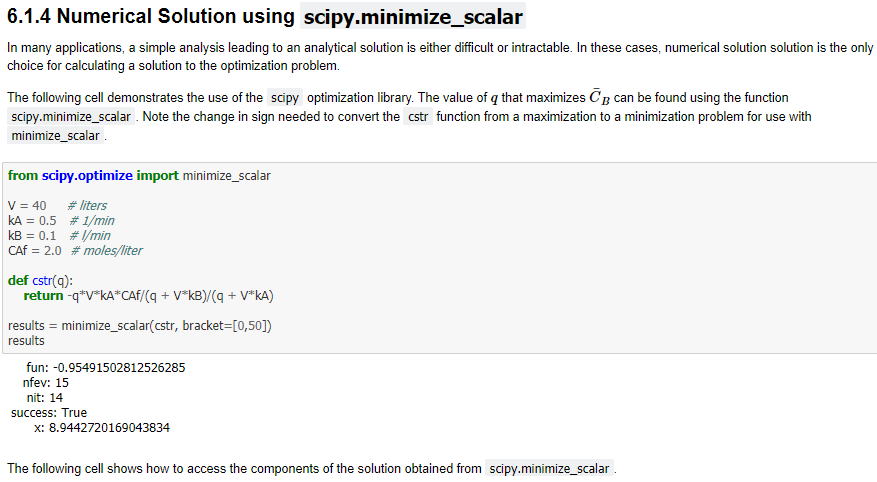 6.1.4 Numerical Solution using scipy.minimize_scalar
In many applications, a simple analysis leading to an analytical solution is either difficult or intractable. In these cases, numerical solution solution is the only
choice for calculating a solution to the optimization problem.
The following cell demonstrates the use of the scipy optimization library. The value of q that maximizes C̄_B can be found using the function
scipy.minimize_scalar . Note the change in sign needed to convert the cstr function from a maximization to a minimization problem for use with
minimize_scalar .
from scipy.optimize import minimize_scalar
V = 40 # liters
kA = 0.5 # 1/min
kB = 0.1 # l/min
CAf = 2.0 # moles/liter
def cstr(q):
return -q*V*kA*CAf/(q + V*kB)/(q + V*kA)
results = minimize_scalar(cstr, bracket=[0,50])
results
fun: -0.95491502812526285
nfev: 15
nit: 14
success: True
x: 8.9442720169043834
The following cell shows how to access the components of the solution obtained from scipy.minimize_scalar .